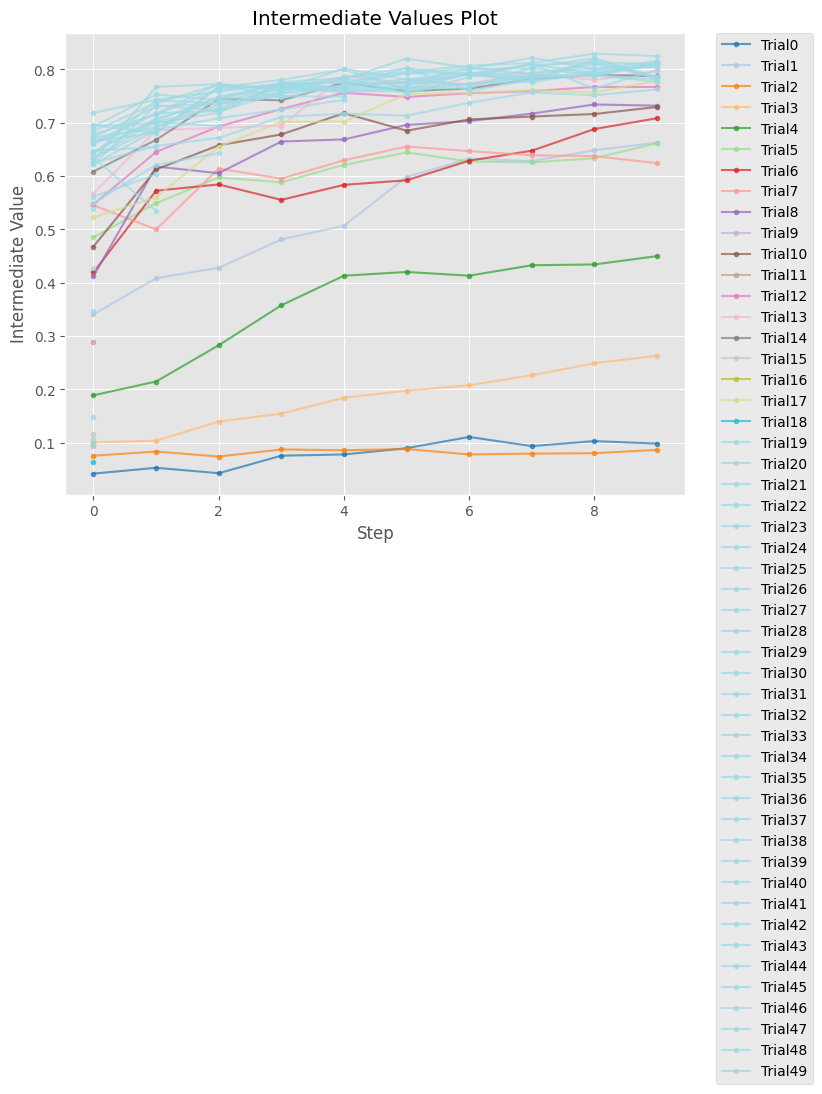 Intermediate Values Plot
Intermediate Value
0.8
0.7
0.6
0.5
0.4
0.3
0.2
0.1
0 2 4 6 8
Step
Trial0
Trial1
Trial2
Trial3
Trial4
Trial5
Trial6
Trial7
Trial8
Trial9
Trial10
Trial11
Trial12
Trial13
Trial14
Trial15
Trial16
Trial17
Trial18
Trial19
Trial20
Trial21
Trial22
Trial23
Trial24
Trial25
Trial26
Trial27
Trial28
Trial29
Trial30
Trial31
Trial32
Trial33
Trial34
Trial35
Trial36
Trial37
Trial38
Trial39
Trial40
Trial41
Trial42
Trial43
Trial44
Trial45
Trial46
Trial47
Trial48
Trial49